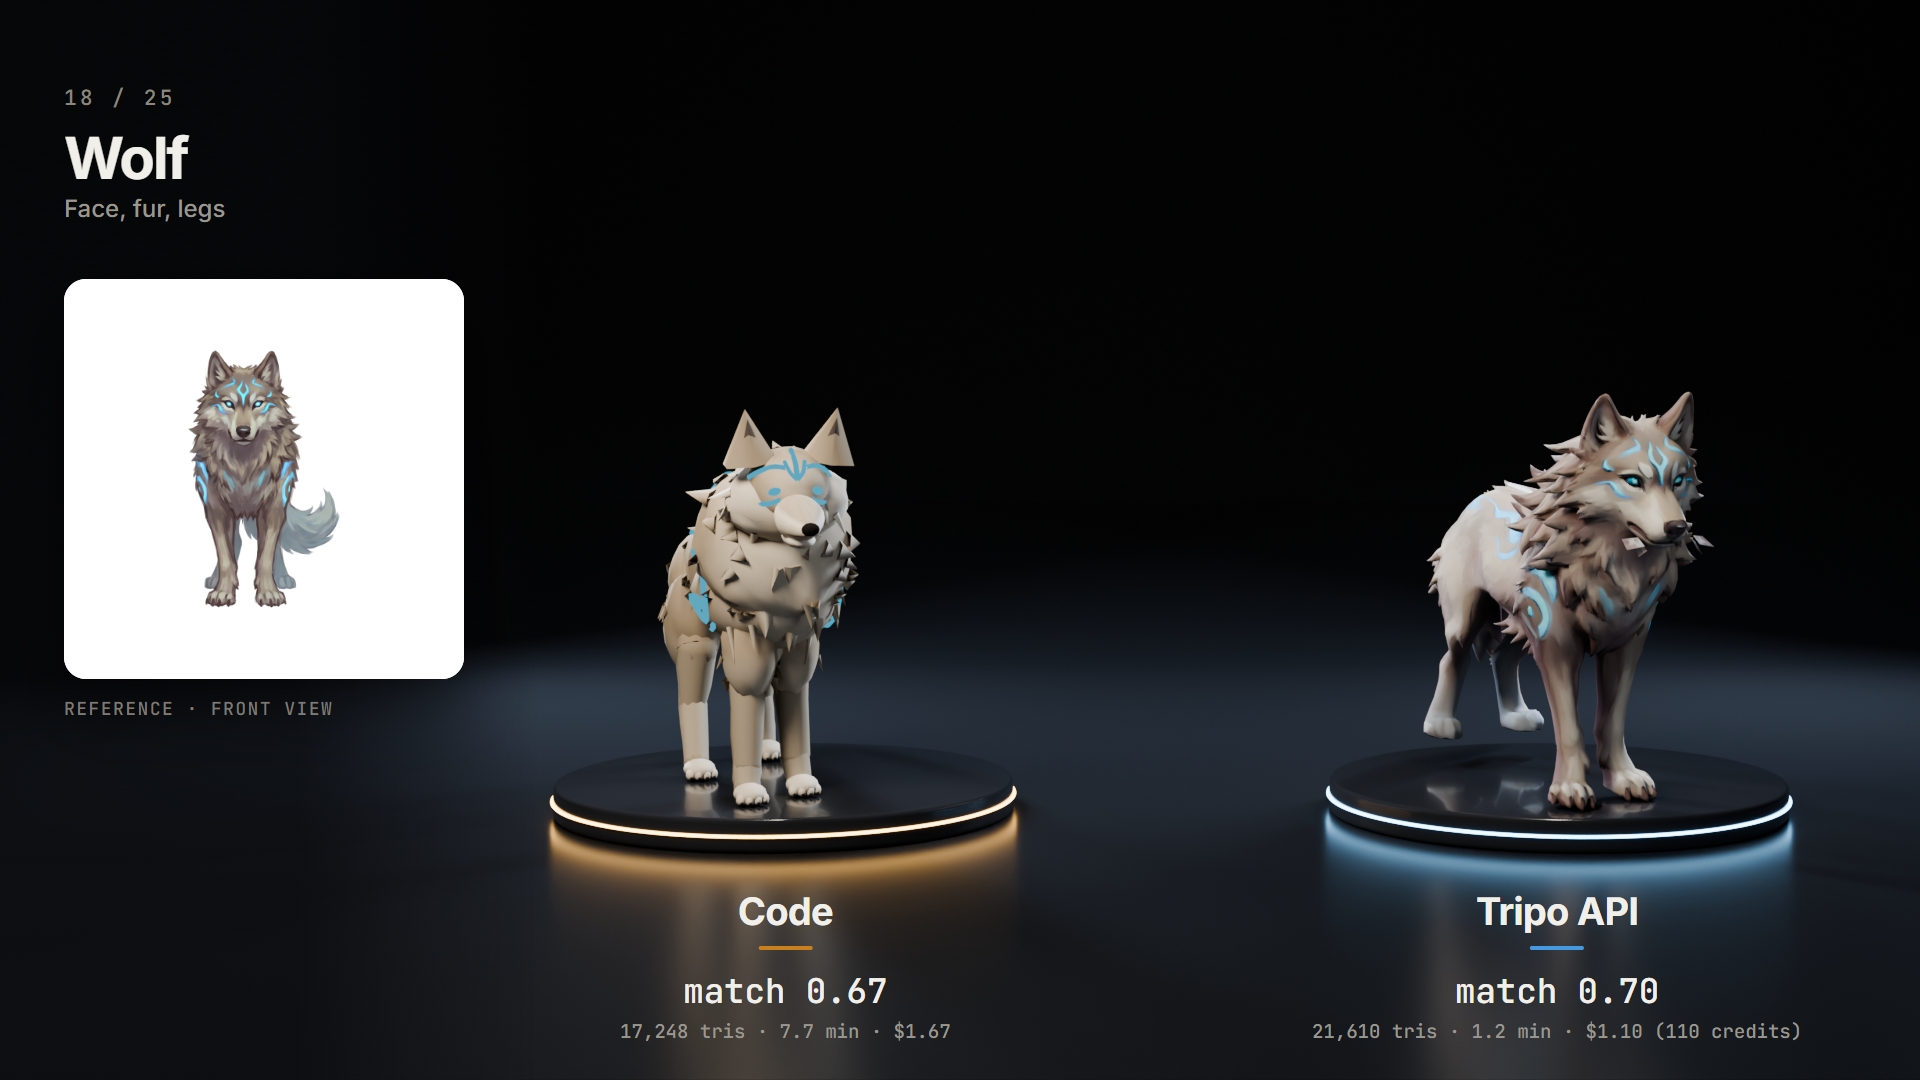 18 / 25
Wolf
Face, fur, legs
REFERENCE · FRONT VIEW
Code
match 0.67
17,248 tris · 7.7 min · $1.67
Tripo API
match 0.70
21,610 tris · 1.2 min · $1.10 (110 credits)